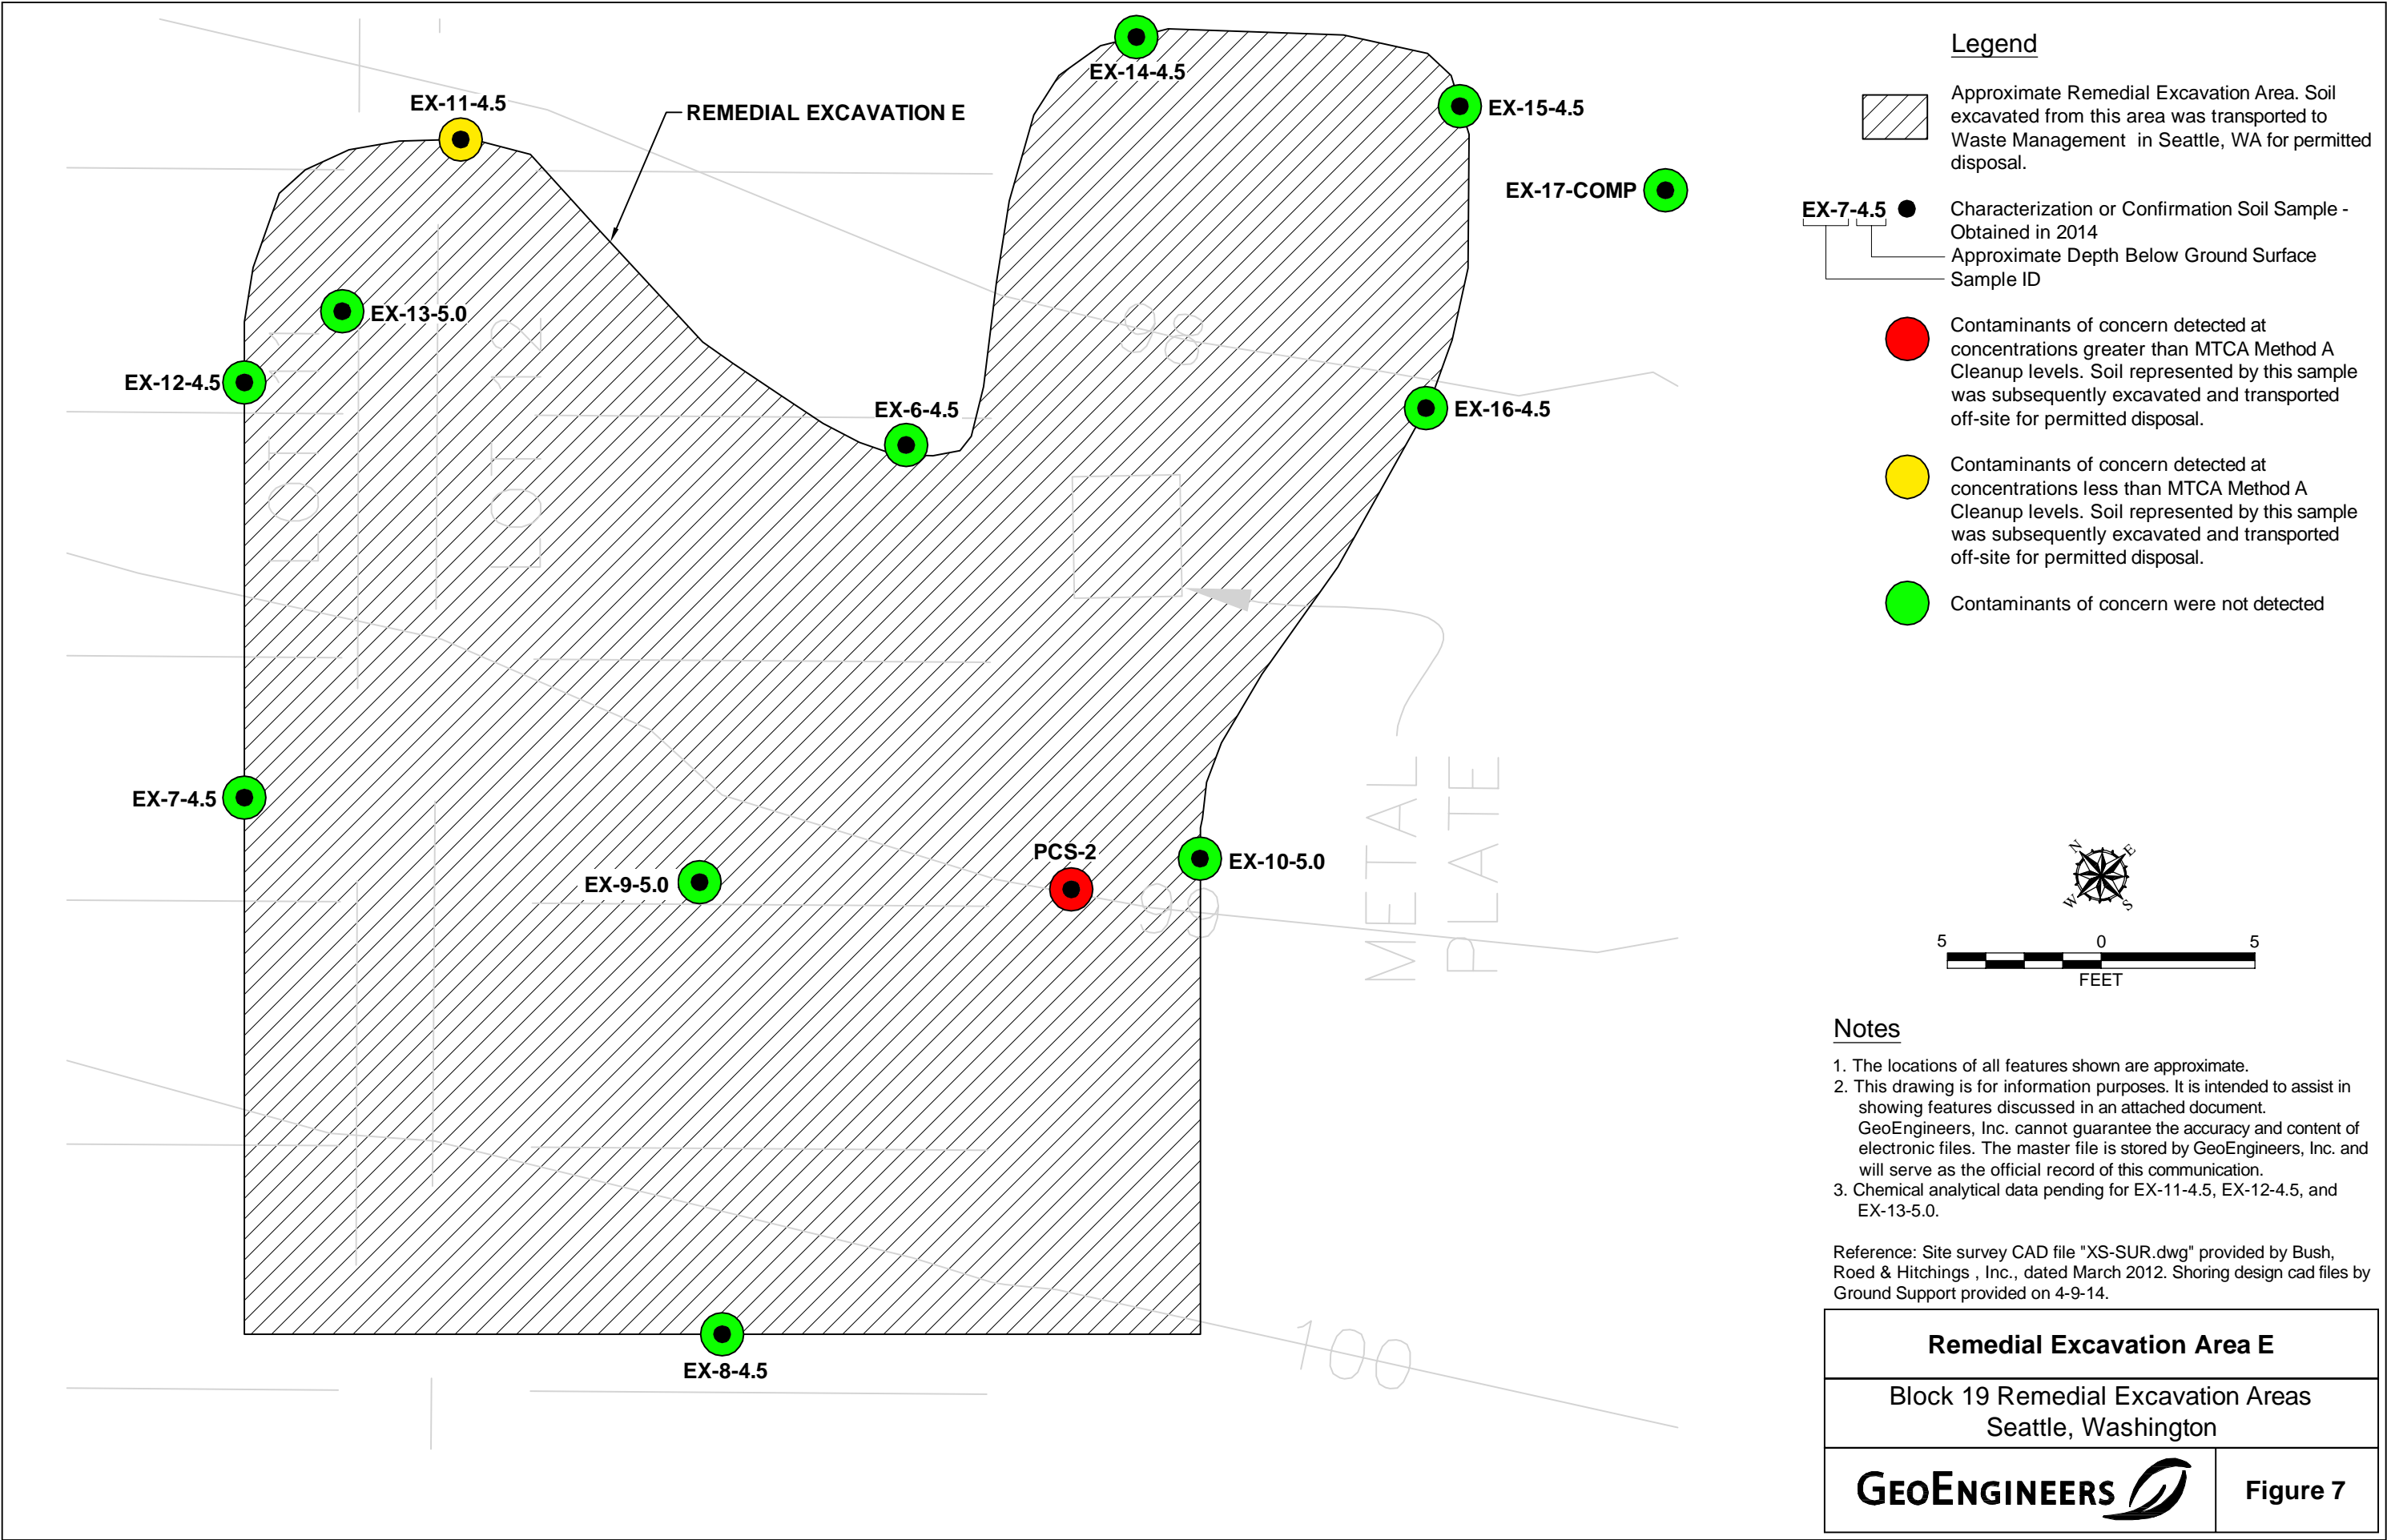 EX-14-4.5
EX-11-4.5
REMEDIAL EXCAVATION E
EX-15-4.5
EX-17-COMP
EX-13-5.0
EX-12-4.5
EX-6-4.5
EX-16-4.5
98
EX-7-4.5
PCS-2
EX-9-5.0
EX-10-5.0
99
METAL
PLATE
EX-8-4.5
100
Legend
Approximate Remedial Excavation Area. Soil
excavated from this area was transported to
Waste Management in Seattle, WA for permitted
disposal.
EX-7-4.5
Characterization or Confirmation Soil Sample -
Obtained in 2014
Approximate Depth Below Ground Surface
Sample ID
Contaminants of concern detected at
concentrations greater than MTCA Method A
Cleanup levels. Soil represented by this sample
was subsequently excavated and transported
off-site for permitted disposal.
Contaminants of concern detected at
concentrations less than MTCA Method A
Cleanup levels. Soil represented by this sample
was subsequently excavated and transported
off-site for permitted disposal.
Contaminants of concern were not detected
N E
W S
5 0 5
FEET
Notes
1. The locations of all features shown are approximate.
2. This drawing is for information purposes. It is intended to assist in
showing features discussed in an attached document.
GeoEngineers, Inc. cannot guarantee the accuracy and content of
electronic files. The master file is stored by GeoEngineers, Inc. and
will serve as the official record of this communication.
3. Chemical analytical data pending for EX-11-4.5, EX-12-4.5, and
EX-13-5.0.
Reference: Site survey CAD file "XS-SUR.dwg" provided by Bush,
Roed & Hitchings , Inc., dated March 2012. Shoring design cad files by
Ground Support provided on 4-9-14.
Remedial Excavation Area E
Block 19 Remedial Excavation Areas
Seattle, Washington
GEOENGINEERS
Figure 7